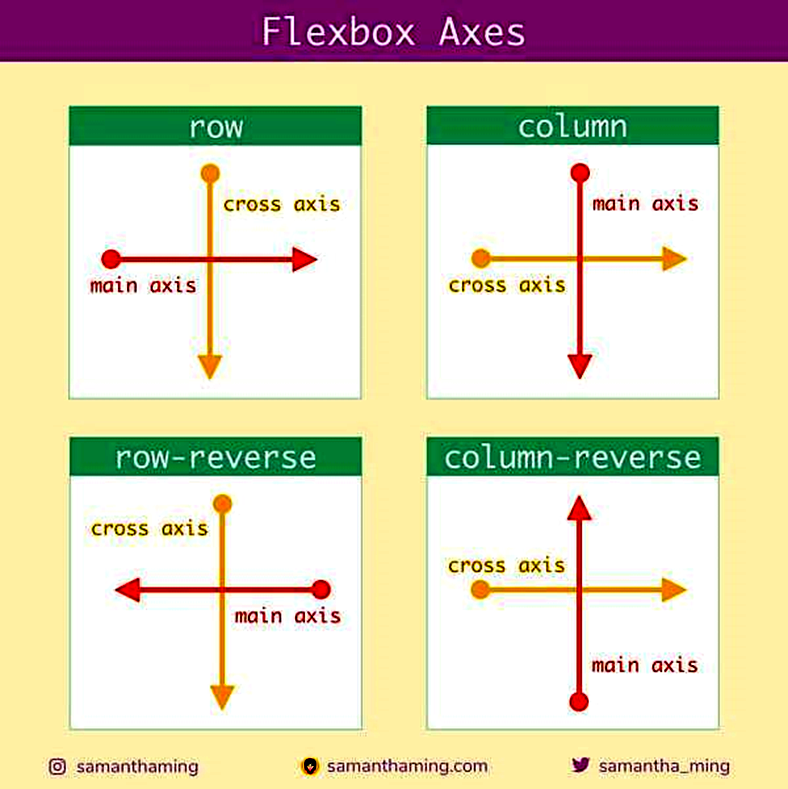 Flexbox Axes
row
cross axis
main axis
column
main axis
cross axis
row-reverse
cross axis
main axis
column-reverse
cross axis
main axis
samanthaming
samanthaming.com
samantha_ming